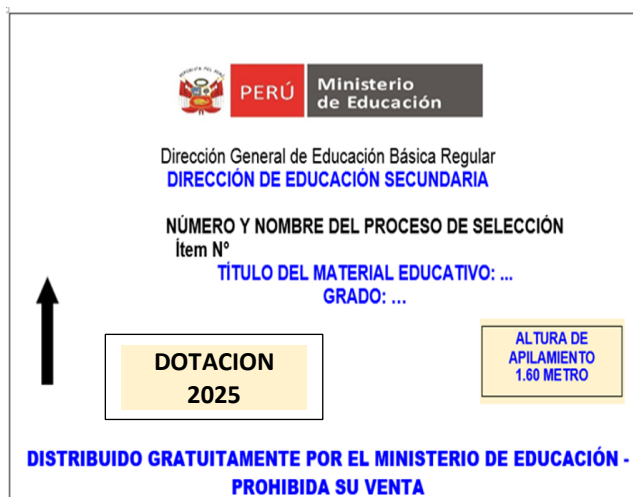 PERÚ
Ministerio
de Educación
Dirección General de Educación Básica Regular
DIRECCIÓN DE EDUCACIÓN SECUNDARIA
NÚMERO Y NOMBRE DEL PROCESO DE SELECCIÓN
Ítem Nº
TÍTULO DEL MATERIAL EDUCATIVO: ...
GRADO: ...
DOTACION
2025
ALTURA DE
APILAMIENTO
1.60 METRO
DISTRIBUIDO GRATUITAMENTE POR EL MINISTERIO DE EDUCACIÓN -
PROHIBIDA SU VENTA